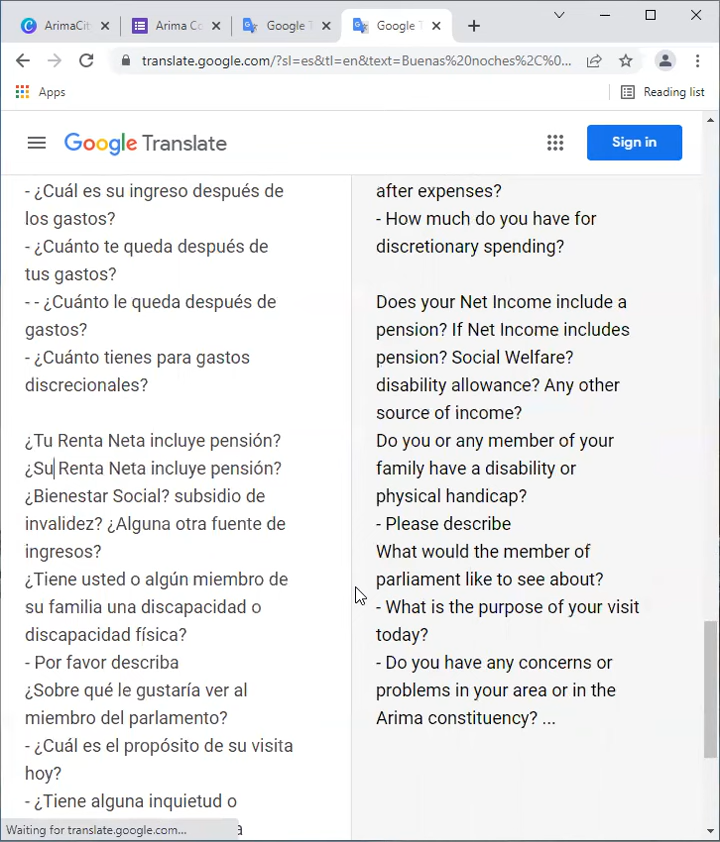 ArimaCit
Arima Co
Google T
Google T
translate.google.com/?sl=es&tl=en&text=Buenas%20noches%2C%0...
Apps
Reading list
Google Translate
Sign in
- ¿Cuál es su ingreso después de
los gastos?
- ¿Cuánto te queda después de
tus gastos?
- - ¿Cuánto le queda después de
gastos?
- ¿Cuánto tienes para gastos
discrecionales?
¿Tu Renta Neta incluye pensión?
¿Su Renta Neta incluye pensión?
¿Bienestar Social? subsidio de
invalidez? ¿Alguna otra fuente de
ingresos?
¿Tiene usted o algún miembro de
su familia una discapacidad o
discapacidad física?
- Por favor describa
¿Sobre qué le gustaría ver al
miembro del parlamento?
- ¿Cuál es el propósito de su visita
hoy?
- ¿Tiene alguna inquietud o
after expenses?
- How much do you have for
discretionary spending?
Does your Net Income include a
pension? If Net Income includes
pension? Social Welfare?
disability allowance? Any other
source of income?
Do you or any member of your
family have a disability or
physical handicap?
- Please describe
What would the member of
parliament like to see about?
- What is the purpose of your visit
today?
- Do you have any concerns or
problems in your area or in the
Arima constituency? ...
Waiting for translate.google.com...